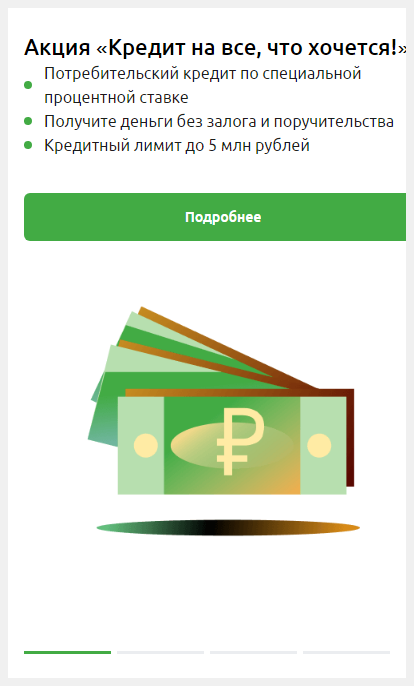 Акция «Кредит на все, что хочется!»
Потребительский кредит по специальной
процентной ставке
Получите деньги без залога и поручительства
Кредитный лимит до 5 млн рублей
Подробнее
₽